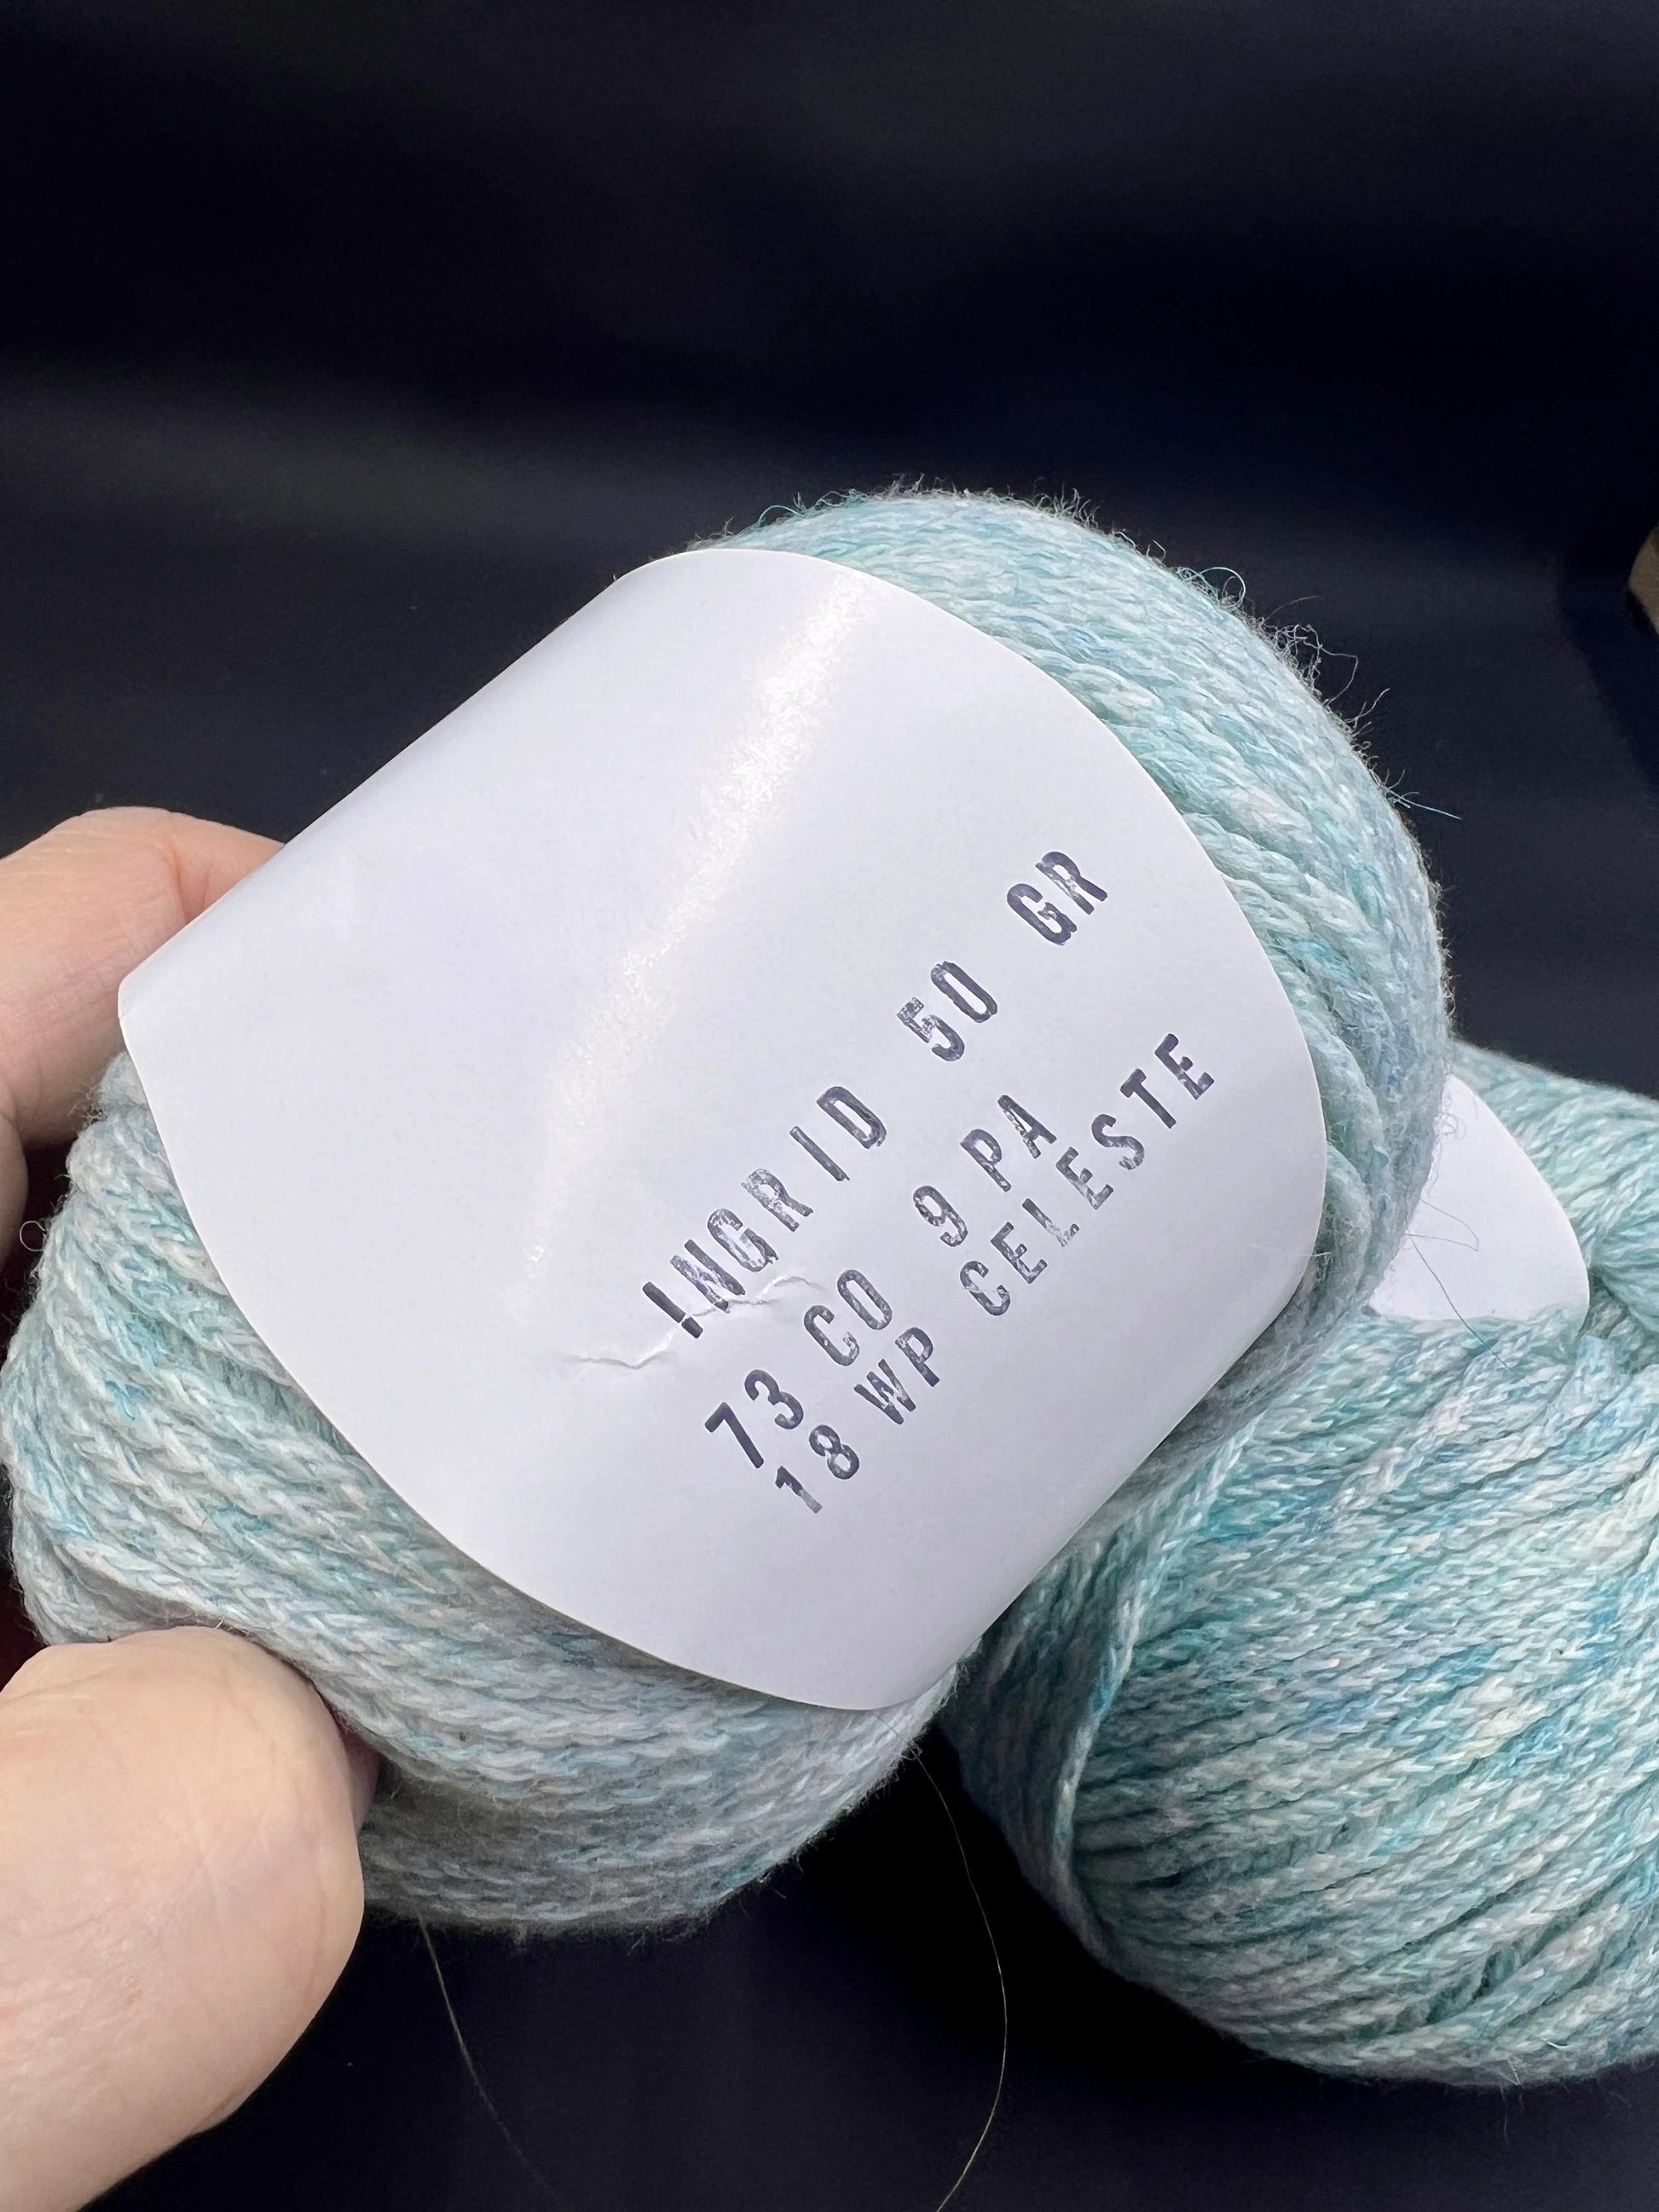 INGRID 50 GR
73 CO 9 PA
18 WP CELESTE